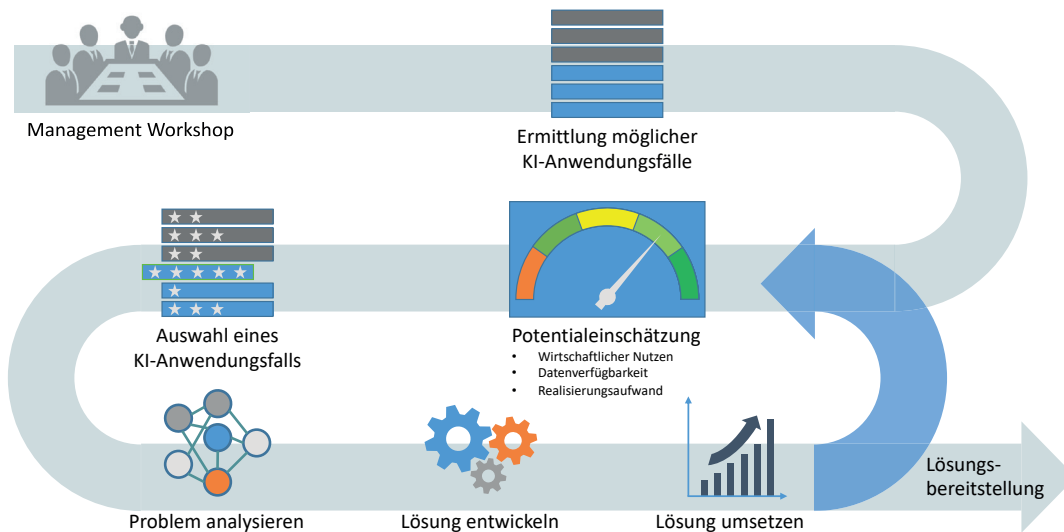 Management Workshop
Ermittlung möglicher
KI-Anwendungsfälle
Potentialeinschätzung
• Wirtschaftlicher Nutzen
• Datenverfügbarkeit
• Realisierungsaufwand
Auswahl eines
KI-Anwendungsfalls
Problem analysieren
Lösung entwickeln
Lösung umsetzen
Lösungs-
bereitstellung